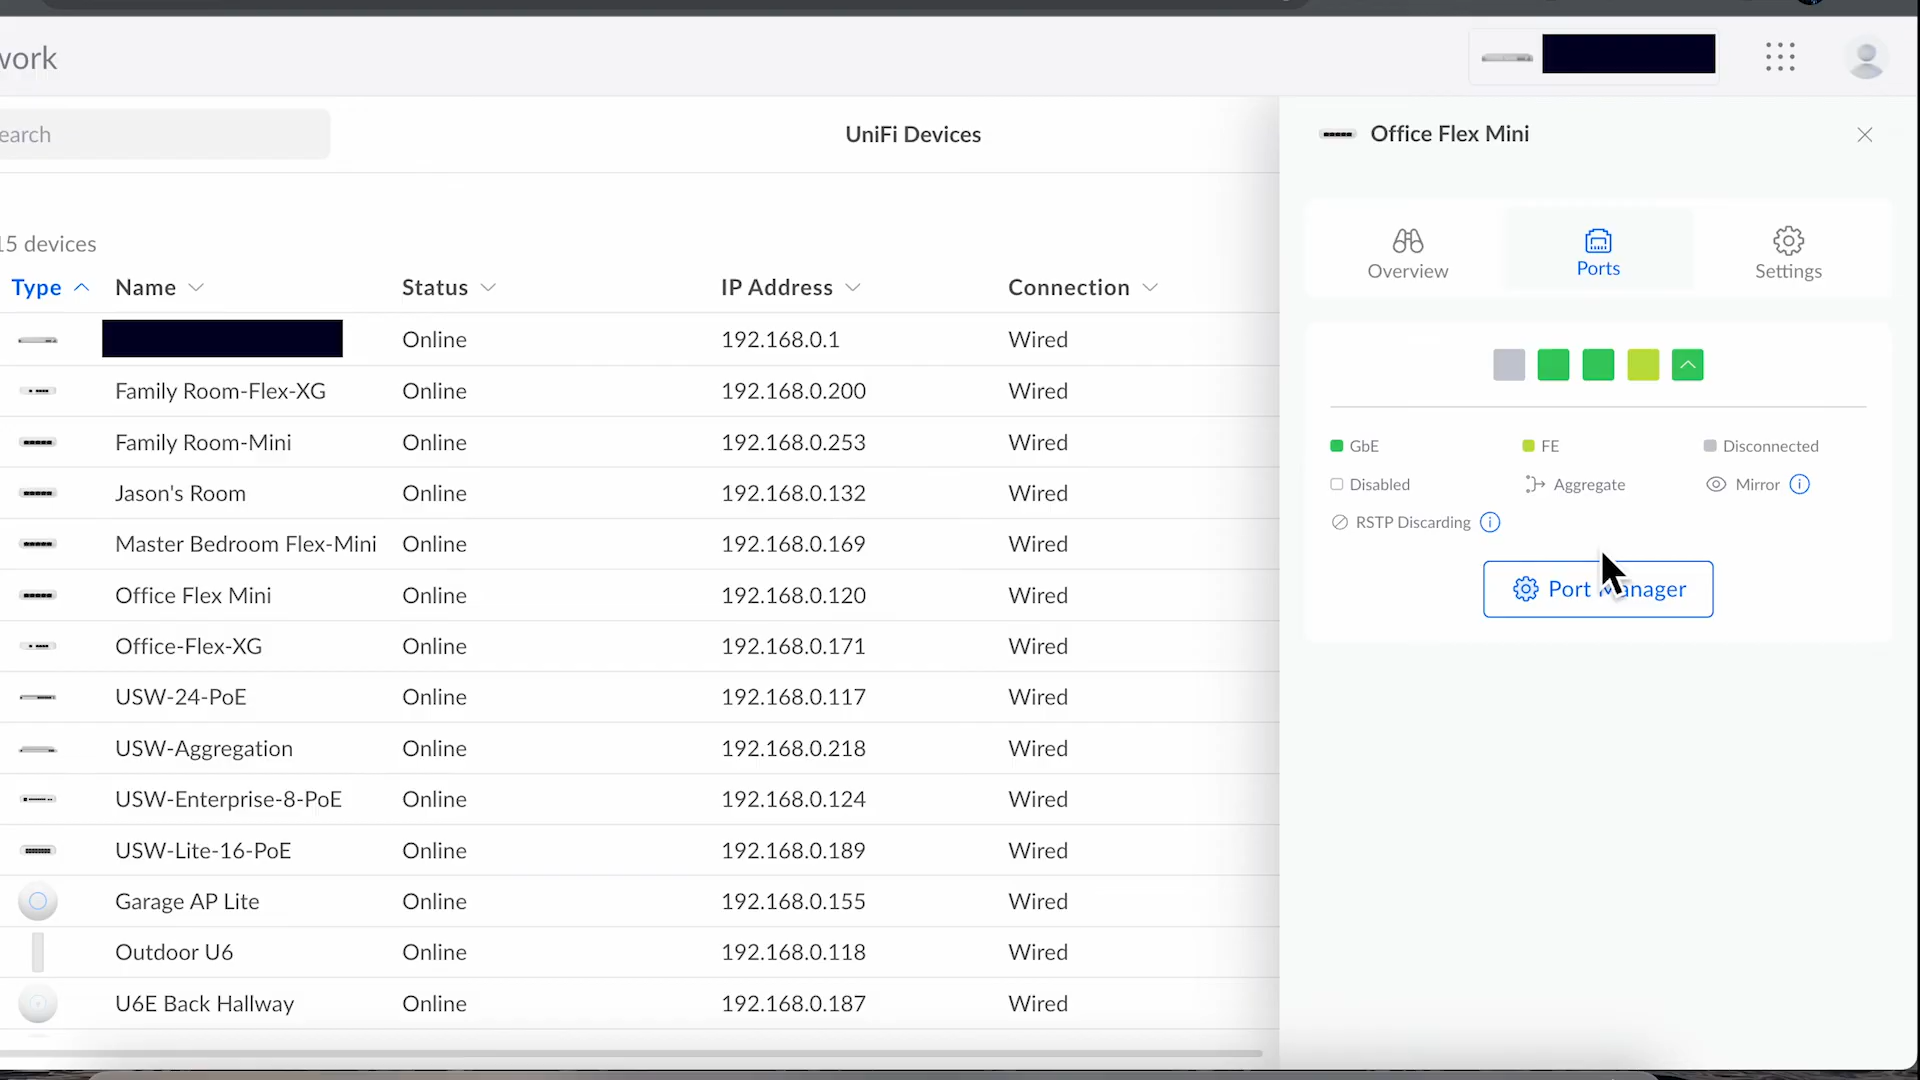 work
earch
UniFi Devices
15 devices
Type Name Status IP Address Connection
Online 192.168.0.1 Wired
Family Room-Flex-XG Online 192.168.0.200 Wired
Family Room-Mini Online 192.168.0.253 Wired
Jason's Room Online 192.168.0.132 Wired
Master Bedroom Flex-Mini Online 192.168.0.169 Wired
Office Flex Mini Online 192.168.0.120 Wired
Office-Flex-XG Online 192.168.0.171 Wired
USW-24-PoE Online 192.168.0.117 Wired
USW-Aggregation Online 192.168.0.218 Wired
USW-Enterprise-8-PoE Online 192.168.0.124 Wired
USW-Lite-16-PoE Online 192.168.0.189 Wired
Garage AP Lite Online 192.168.0.155 Wired
Outdoor U6 Online 192.168.0.118 Wired
U6E Back Hallway Online 192.168.0.187 Wired
Office Flex Mini
Overview Ports Settings
GbE FE Disconnected
Disabled Aggregate Mirror
RSTP Discarding
Port Manager